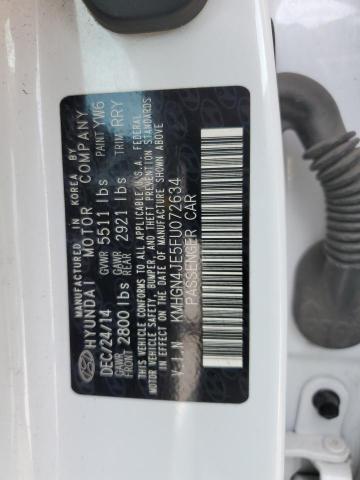 MANUFACTURED IN KOREA BY
HYUNDAI MOTOR COMPANY
DEC/24/14 GVWR 5511 lbs PAINT YW6
GAWR FRONT 2800 lbs GAWR REAR 2921 lbs TRIM RRY
THIS VEHICLE CONFORMS TO ALL APPLICABLE U.S.A FEDERAL
MOTOR VEHICLE SAFETY, BUMPER, AND THEFT PREVENTION
STANDARDS IN EFFECT ON THE DATE OF MANUFACTURE
SHOWN ABOVE.
V.I.N KMHGN4JE5FU072634
PASSENGER CAR